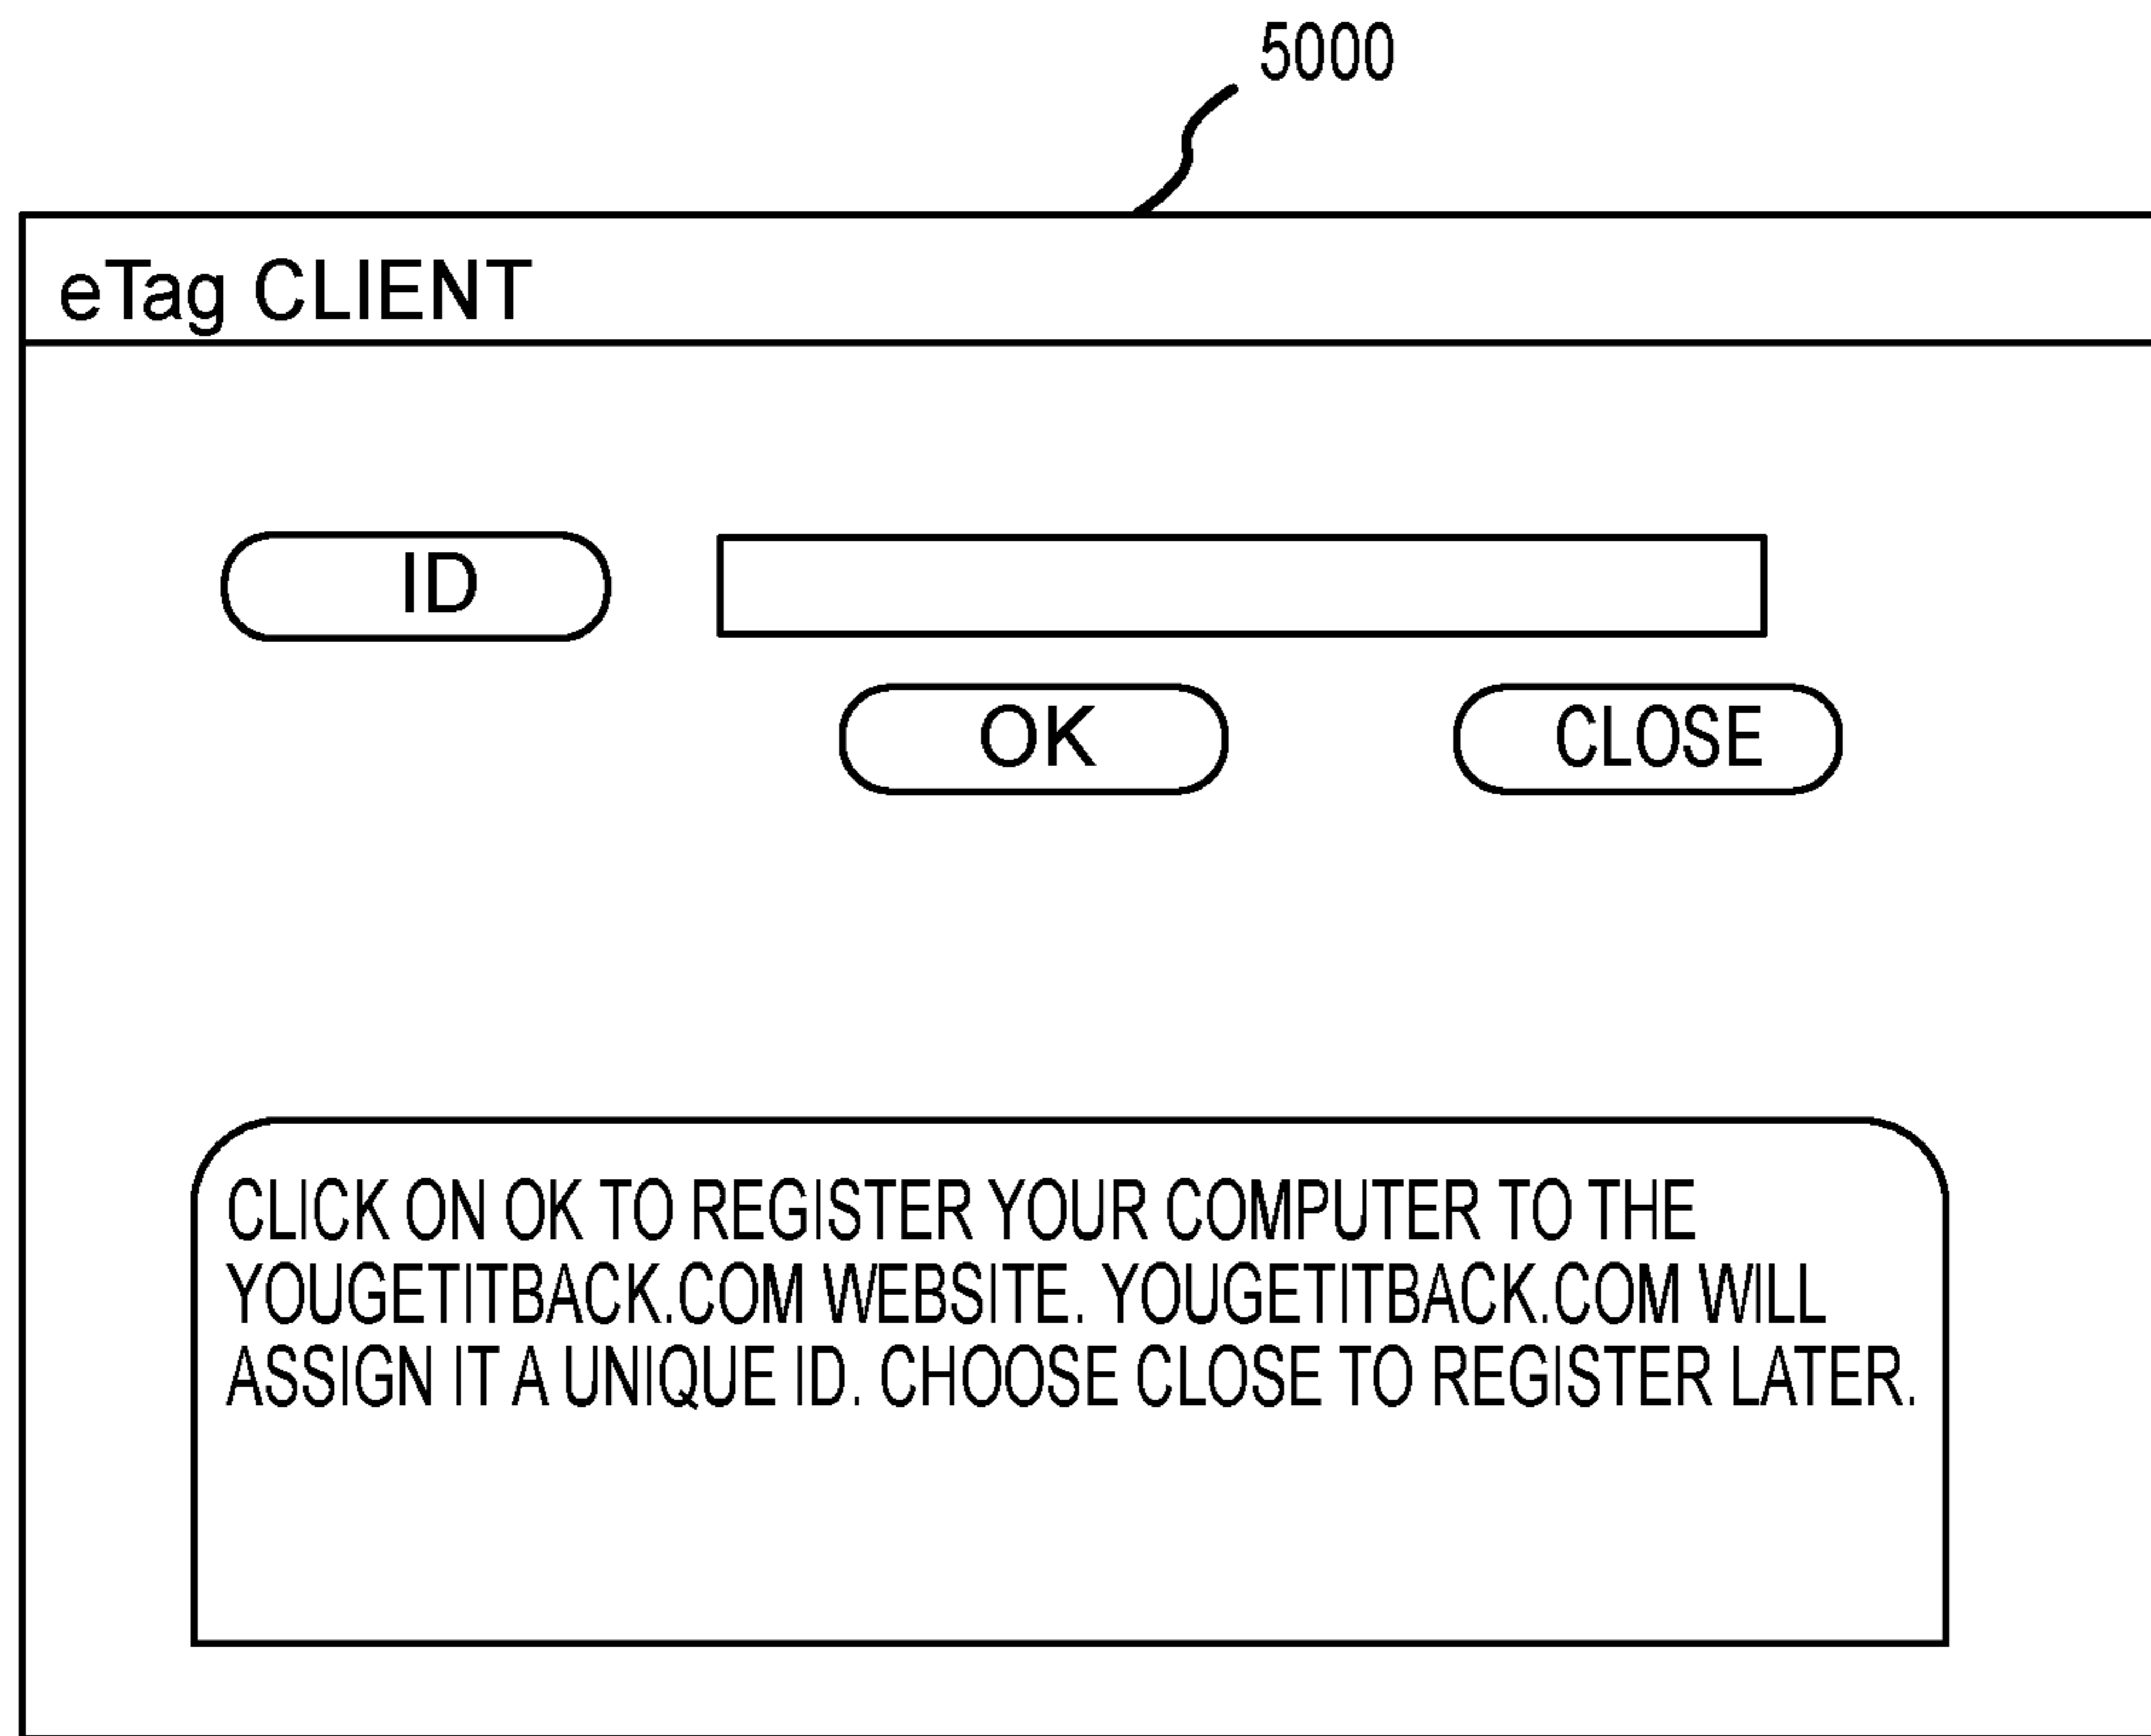 5000
eTag CLIENT
ID
OK CLOSE
CLICK ON OK TO REGISTER YOUR COMPUTER TO THE
YOUGETITBACK.COM WEBSITE. YOUGETITBACK.COM WILL
ASSIGN IT A UNIQUE ID. CHOOSE CLOSE TO REGISTER LATER.